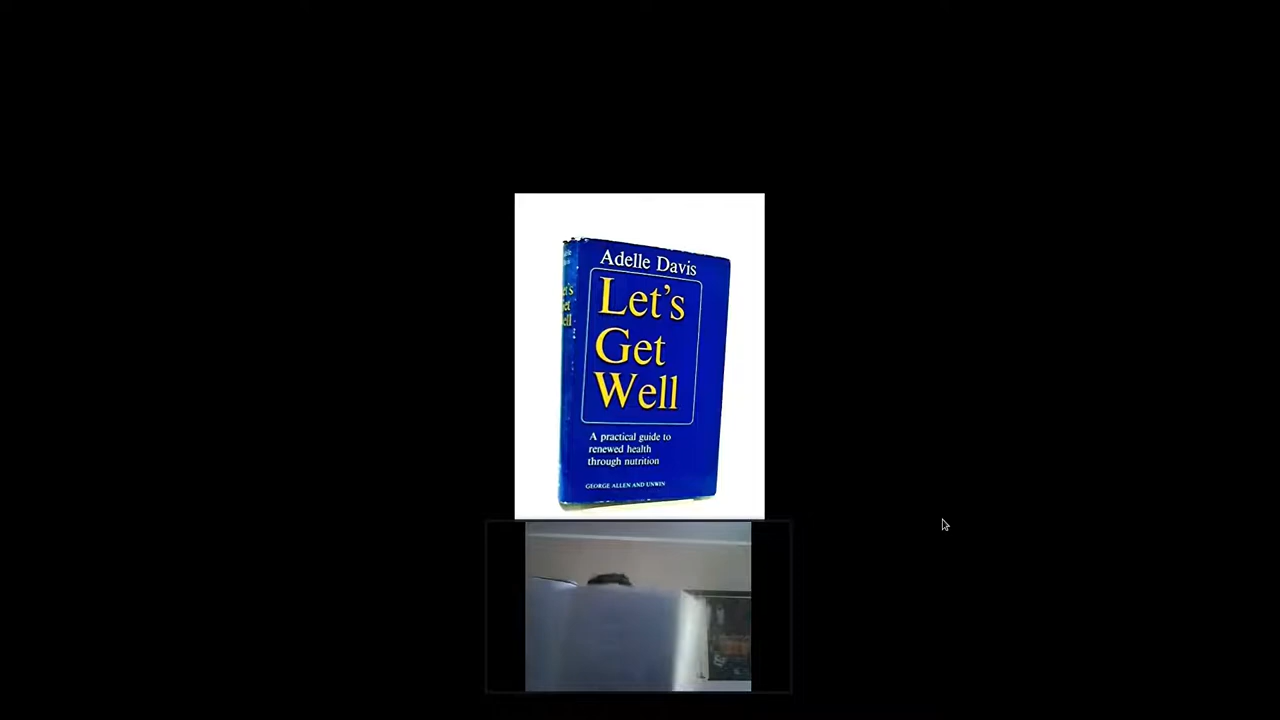 Adelle Davis
Let's
Get
Well
A practical guide to
renewed health
through nutrition
GEORGE ALLEN AND UNWIN